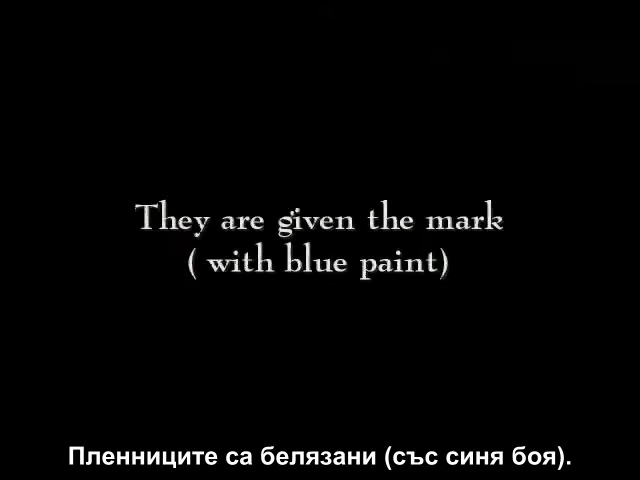 They are given the mark
( with blue paint)
Пленниците са белязани (със синя боя).